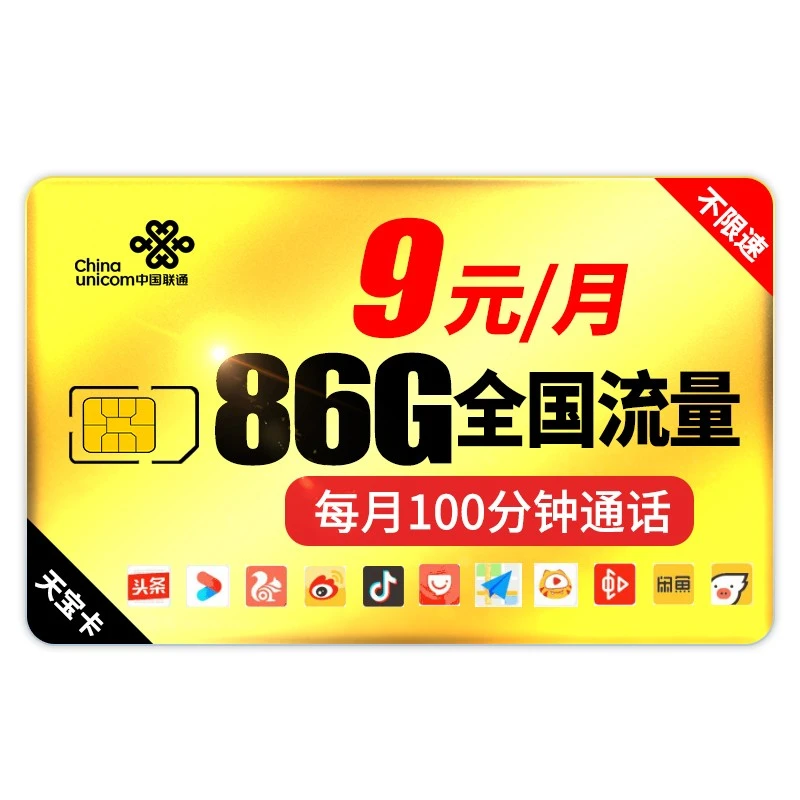 不限速
China
unicom中国联通
9元/月
86G全国流量
每月100分钟通话
头条
闲鱼
天宝卡